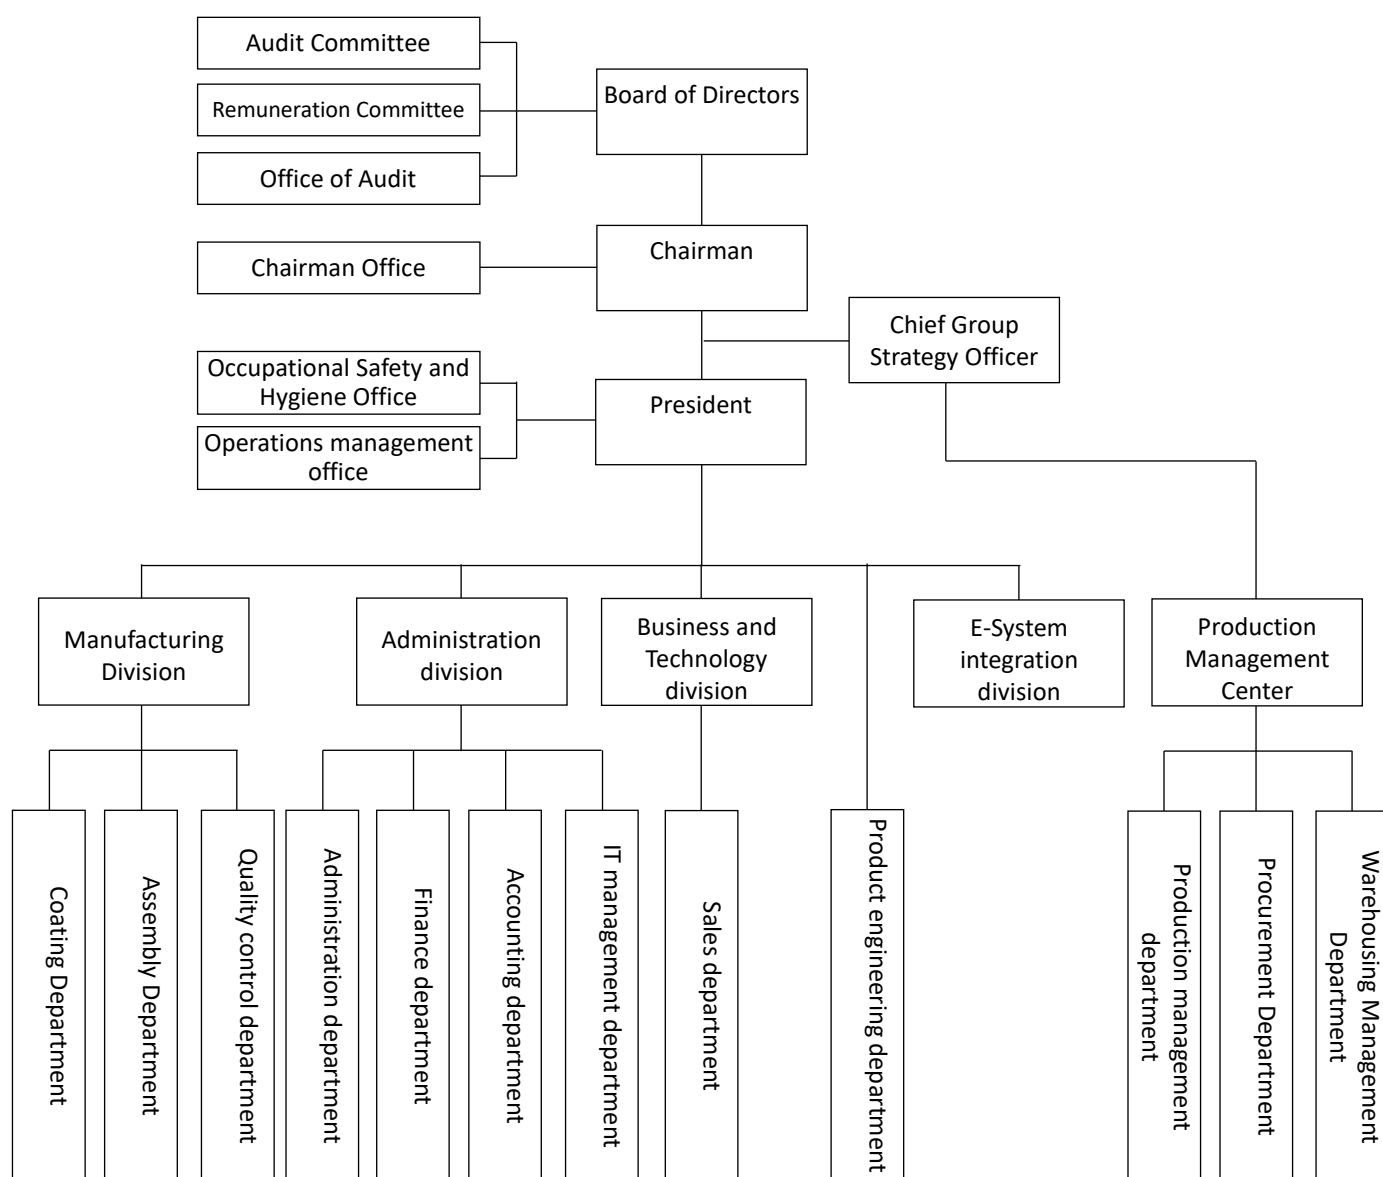 Audit Committee
Remuneration Committee
Office of Audit
Board of Directors
Chairman Office
Chairman
Chief Group
Strategy Officer
Occupational Safety and
Hygiene Office
Operations management
office
President
Manufacturing
Division
Administration
division
Business and
Technology
division
E-System
integration
division
Production
Management
Center
Coating Department
Assembly Department
Quality control department
Administration department
Finance department
Accounting department
IT management department
Sales department
Product engineering department
Production management
department
Procurement Department
Warehousing Management
Department